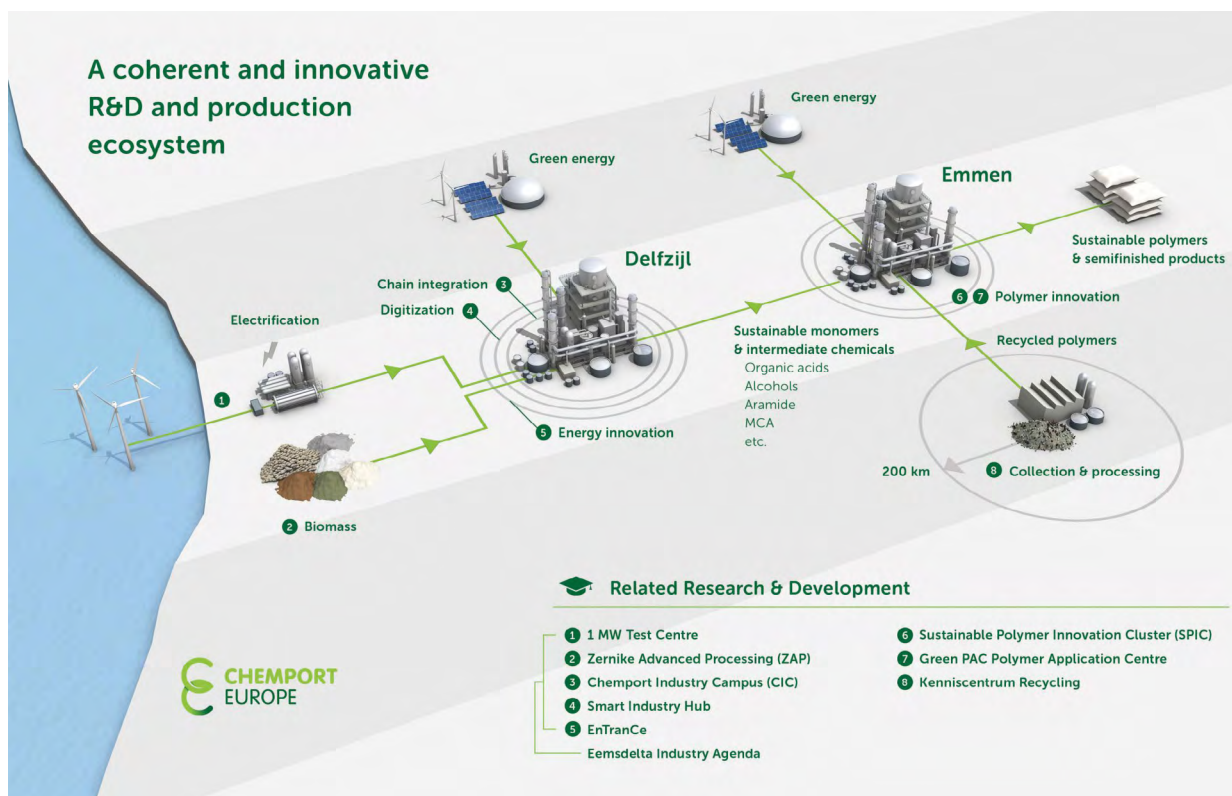 A coherent and innovative
R&D and production
ecosystem
Green energy
Green energy
Emmen
Sustainable polymers
& semifinished products
Delfzijl
Chain integration 3
Digitization 4
6 7 Polymer innovation
Electrification
Sustainable monomers
& intermediate chemicals
Organic acids
Alcohols
Aramide
MCA
etc.
Recycled polymers
1
5 Energy innovation
200 km
8 Collection & processing
2 Biomass
Related Research & Development
1 1 MW Test Centre
2 Zernike Advanced Processing (ZAP)
3 Chemport Industry Campus (CIC)
4 Smart Industry Hub
5 EnTranCe
Eemsdelta Industry Agenda
6 Sustainable Polymer Innovation Cluster (SPIC)
7 Green PAC Polymer Application Centre
8 Kenniscentrum Recycling
CHEMPORT
EUROPE